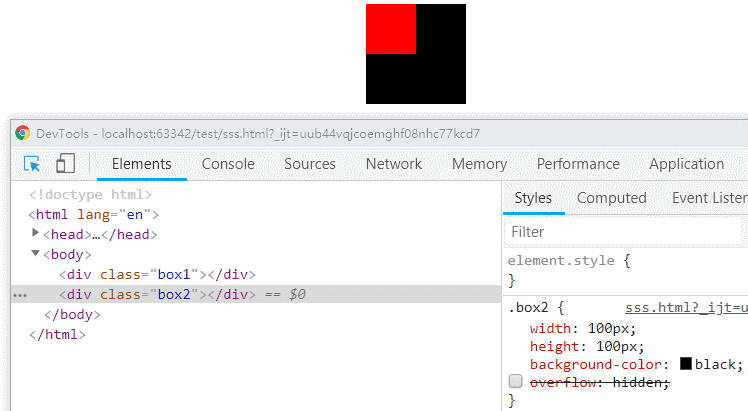 DevTools - localhost:63342/test/sss.html?_ijt=uub44vqjcoemghf08nhc77kcd7
Elements Console Sources Network Memory Performance Application
<!doctype html>
<html lang="en">
<head>…</head>
<body>
<div class="box1"></div>
<div class="box2"></div> == $0
</body>
</html>
Styles Computed Event Listen
Filter
element.style {
}
.box2 { sss.html?_ijt=u
width: 100px;
height: 100px;
background-color: black;
overflow: hidden;
}